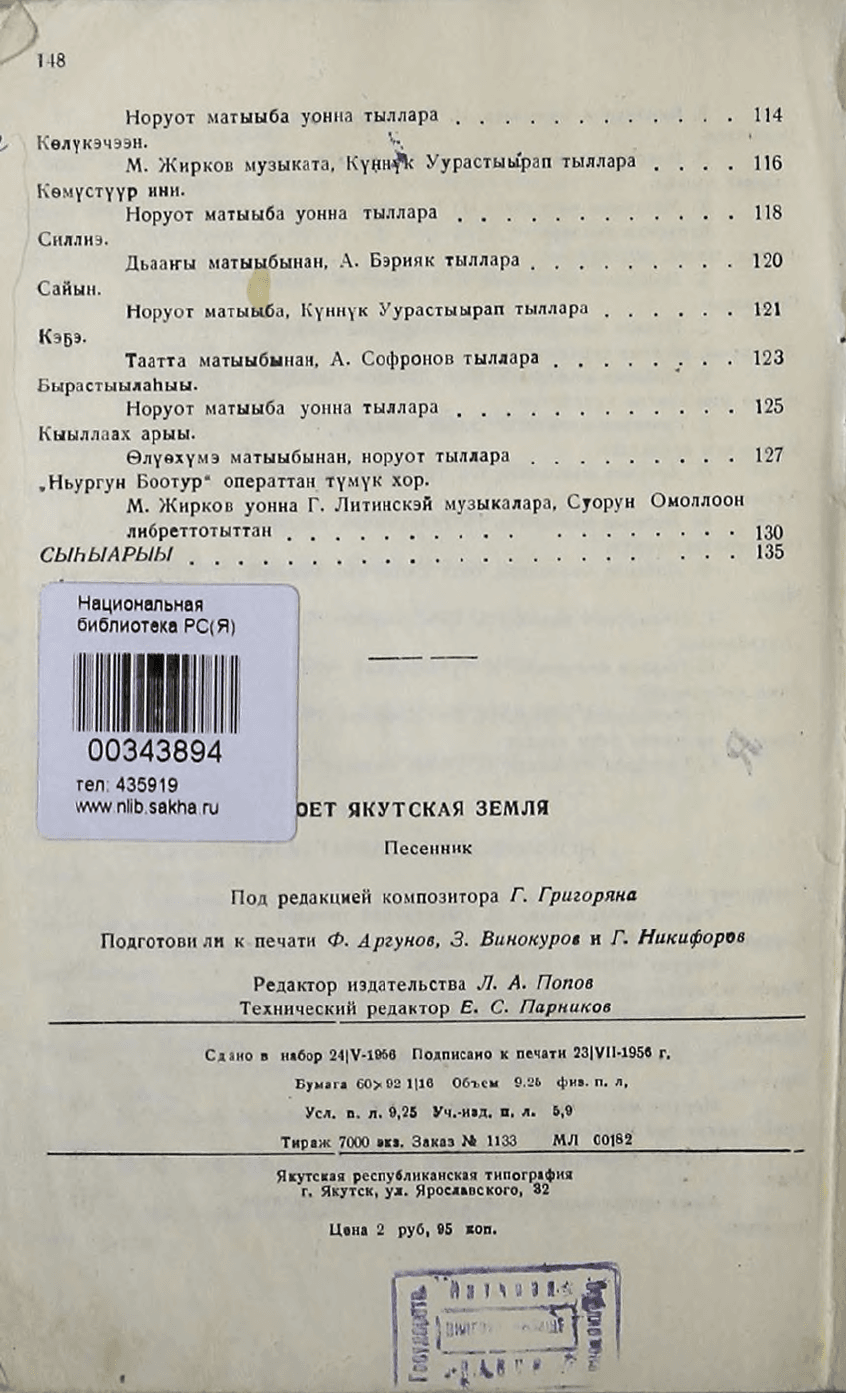 148
Норуот матыыба уонна тыллара . . . . . . . . . . . . 114
Көлүкэчээн.
М. Жирков музыката, Күннүк Уурастыырап тыллара . . . . 116
Көмүстүүр ини.
Норуот матыыба уонна тыллара . . . . . . . . . . . . 118
Силлиэ.
Дьааҥы матыыбынан, А. Бэрияк тыллара . . . . . . . . . 120
Сайын.
Норуот матыыба, Күннүк Уурастыырап тыллара . . . . . . 121
Кэҕэ.
Таатта матыыбынан, А. Софронов тыллара . . . . . . . . 123
Бырастыылаһыы.
Норуот матыыба уонна тыллара . . . . . . . . . . . . 125
Кыыллаах арыы.
Өлүөхүмэ матыыбынан, норуот тыллара . . . . . . . . . 127
„Ньургун Боотур“ операттан түмүк хор.
М. Жирков уонна Г. Литинскэй музыкалара, Суорун Омоллоон
либреттотыттан . . . . . . . . . . . . . . . . . . 130
СЫҺЫАРЫЫ . . . . . . . . . . . . . . . . . . . . . . 135
Национальная
библиотека РС(Я)
00343894
тел: 435919
www.nlib.sakha.ru
ОЕТ ЯКУТСКАЯ ЗЕМЛЯ
Песенник
Под редакцией композитора Г. Григоряна
Подготовили к печати Ф. Аргунов, З. Винокуров и Г. Никифоров
Редактор издательства Л. А. Попов
Технический редактор Е. С. Парников
Сдано в набор 24|V-1956 Подписано к печати 23|VII-1956 г.
Бумага 60×92 1|16 Объем 9.25 физ. п. л,
Усл. п. л. 9,25 Уч.-изд. п. л. 5,9
Тираж 7000 экз. Заказ № 1133 МЛ 00182
Якутская республиканская типография
г. Якутск, ул. Ярославского, 32
Цена 2 руб, 95 коп.